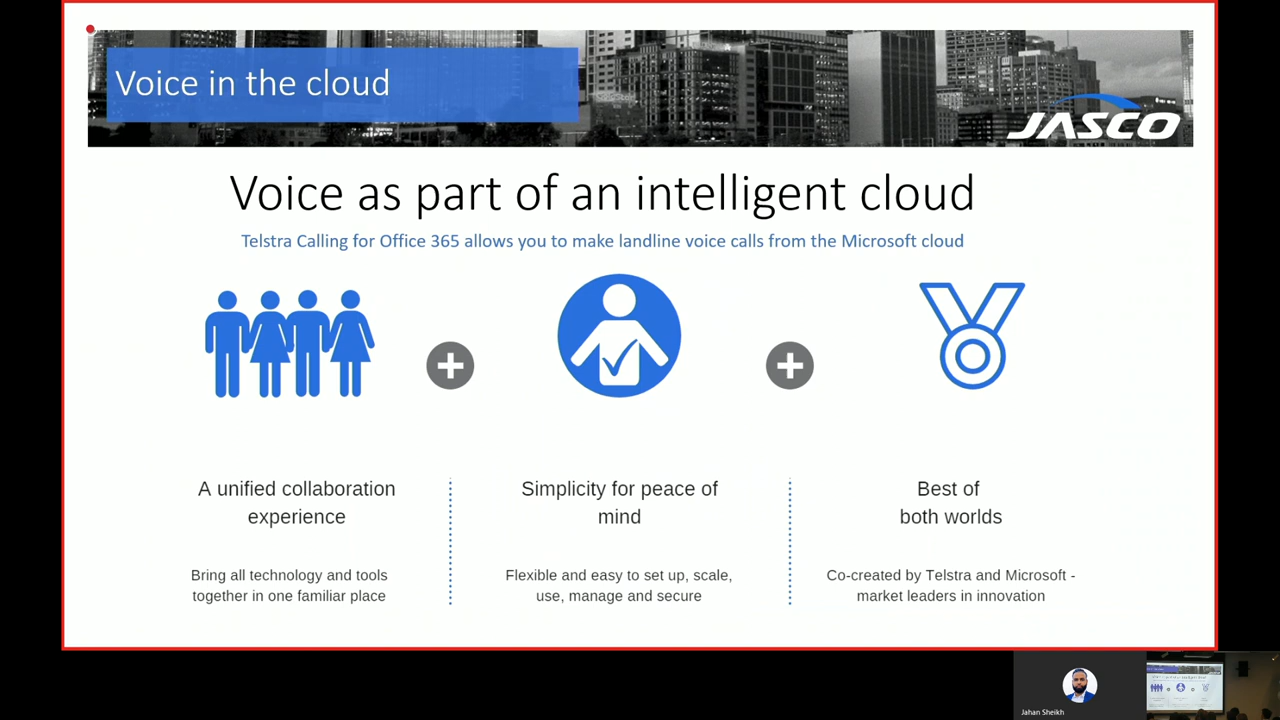 Voice in the cloud
JASCO
Voice as part of an intelligent cloud
Telstra Calling for Office 365 allows you to make landline voice calls from the Microsoft cloud
A unified collaboration
experience
Simplicity for peace of
mind
Best of
both worlds
Bring all technology and tools
together in one familiar place
Flexible and easy to set up, scale,
use, manage and secure
Co-created by Telstra and Microsoft -
market leaders in innovation
Jahan Sheikh